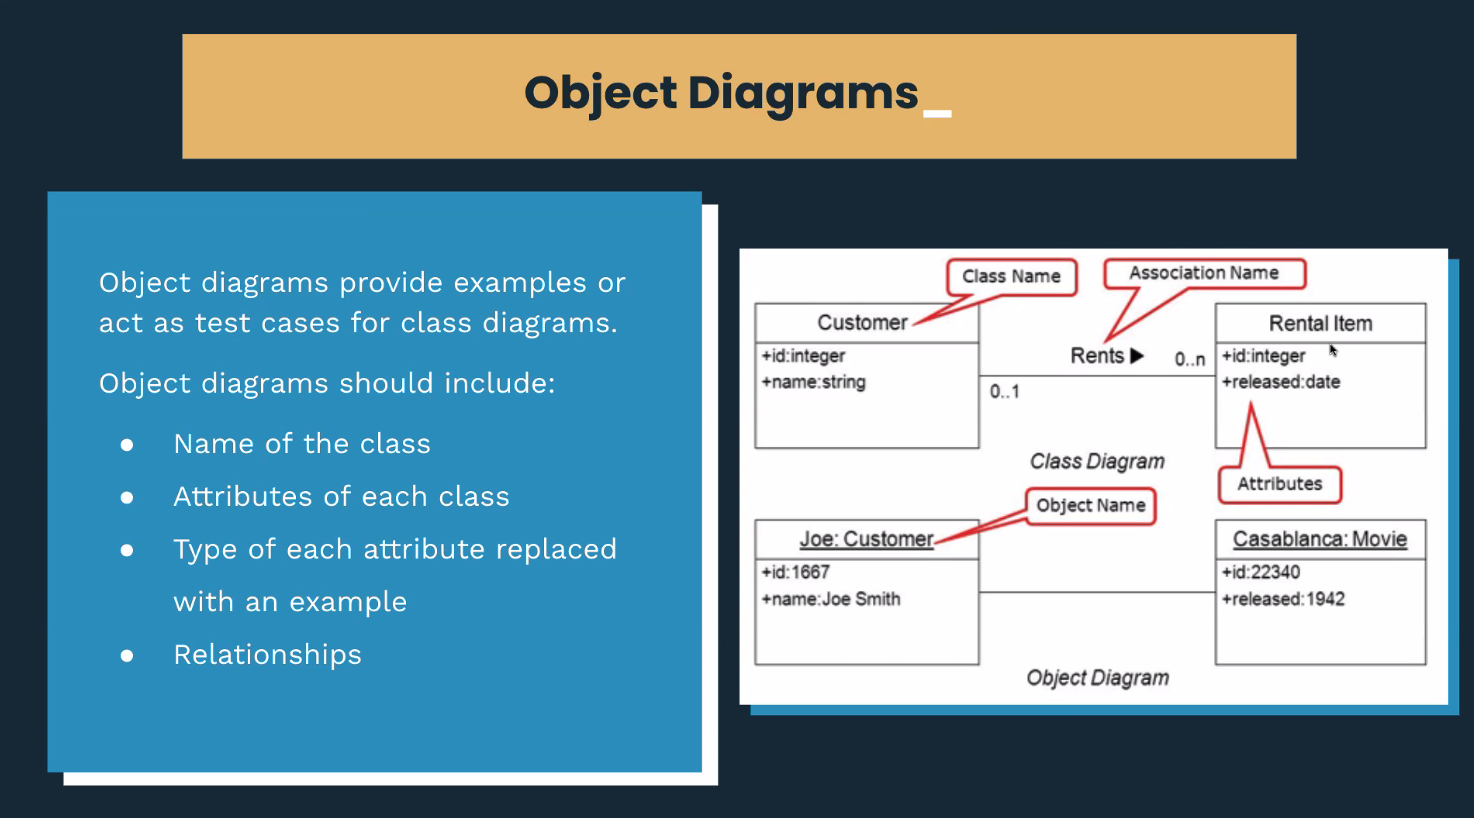 Object Diagrams_
Object diagrams provide examples or
act as test cases for class diagrams.
Object diagrams should include:
● Name of the class
● Attributes of each class
● Type of each attribute replaced
with an example
● Relationships
Class Name
Association Name
Customer
+id:integer
+name:string
Rents ▶
0..n
0..1
Rental Item
+id:integer
+released:date
Class Diagram
Attributes
Object Name
Joe: Customer
+id:1667
+name:Joe Smith
Casablanca: Movie
+id:22340
+released:1942
Object Diagram